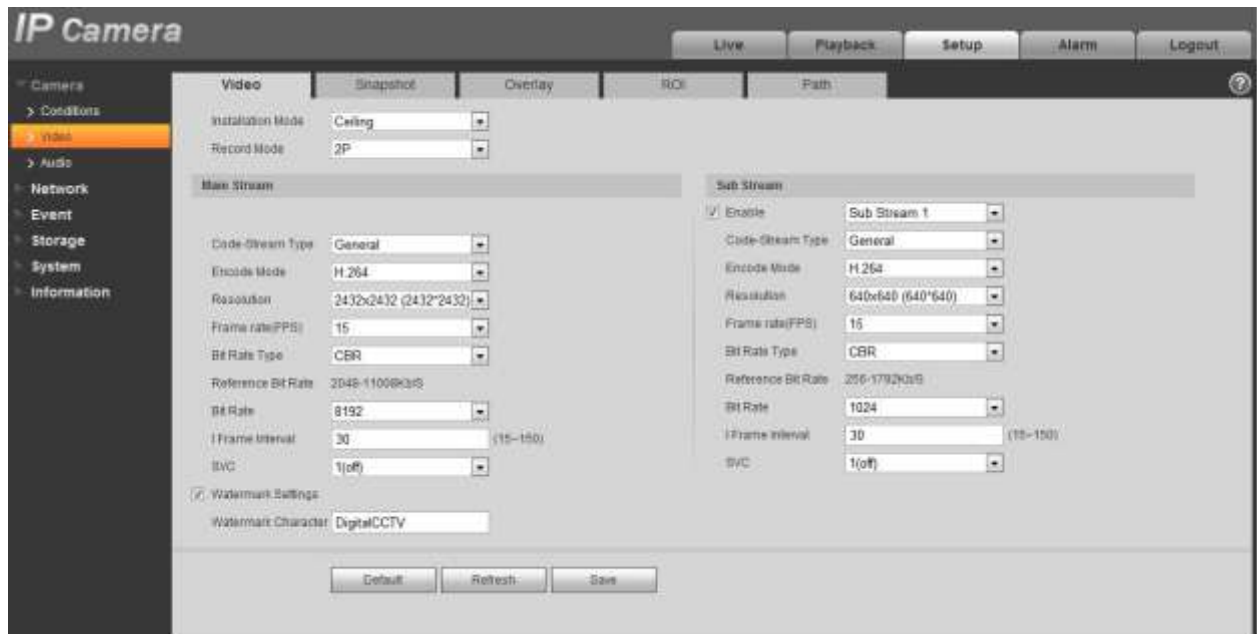 IP Camera
Live Playback Setup Alarm Logout
Camera
Conditions
Video
Audio
Network
Event
Storage
System
Information
Video Snapshot Overlay ROI Path
Installation Mode Ceiling
Record Mode 2P
Main Stream
Code-Stream Type General
Encode Mode H.264
Resolution 2432x2432 (2432*2432)
Frame rate(FPS) 15
Bit Rate Type CBR
Reference Bit Rate 2048-11008Kb/S
Bit Rate 8192
I Frame Interval 30 (15~150)
SVC 1(off)
Watermark Settings
Watermark Character DigitalCCTV
Sub Stream
Enable Sub Stream 1
Code-Stream Type General
Encode Mode H.264
Resolution 640x640 (640*640)
Frame rate(FPS) 15
Bit Rate Type CBR
Reference Bit Rate 256-1792Kb/S
Bit Rate 1024
I Frame Interval 30 (15~150)
SVC 1(off)
Default Refresh Save